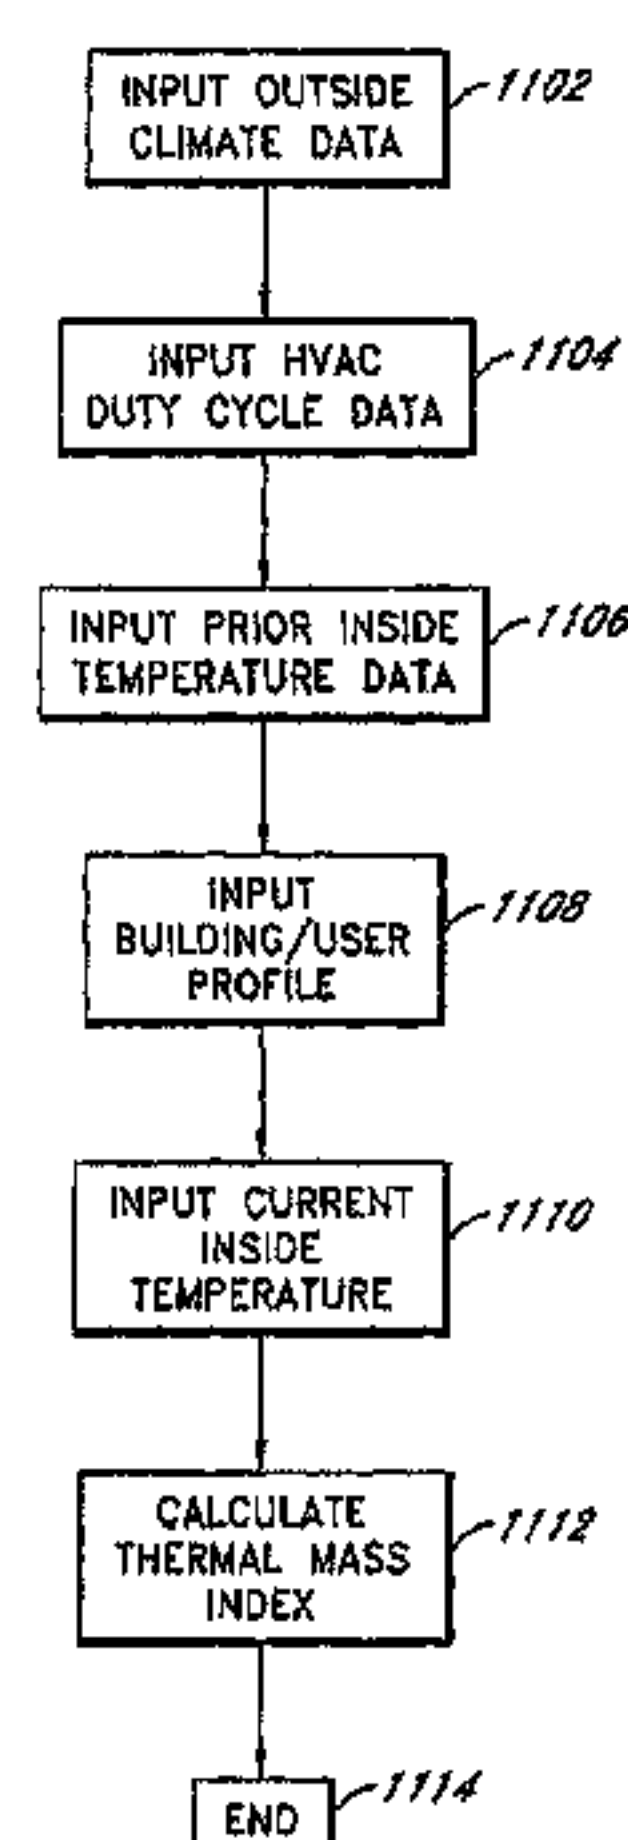 INPUT OUTSIDE
CLIMATE DATA
1102
INPUT HVAC
DUTY CYCLE DATA
1104
INPUT PRIOR INSIDE
TEMPERATURE DATA
1106
INPUT
BUILDING/USER
PROFILE
1108
INPUT CURRENT
INSIDE
TEMPERATURE
1110
CALCULATE
THERMAL MASS
INDEX
1112
END
1114